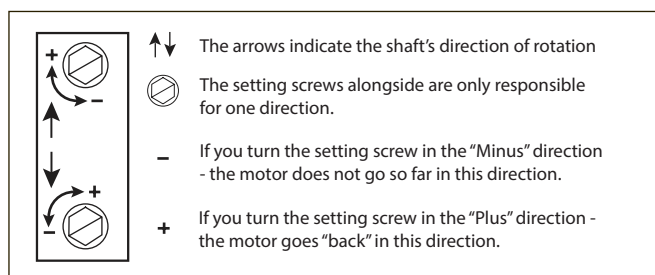 +
–
The arrows indicate the shaft's direction of rotation
The setting screws alongside are only responsible
for one direction.
– If you turn the setting screw in the “Minus” direction
- the motor does not go so far in this direction.
+
–
+ If you turn the setting screw in the “Plus” direction -
the motor goes “back” in this direction.